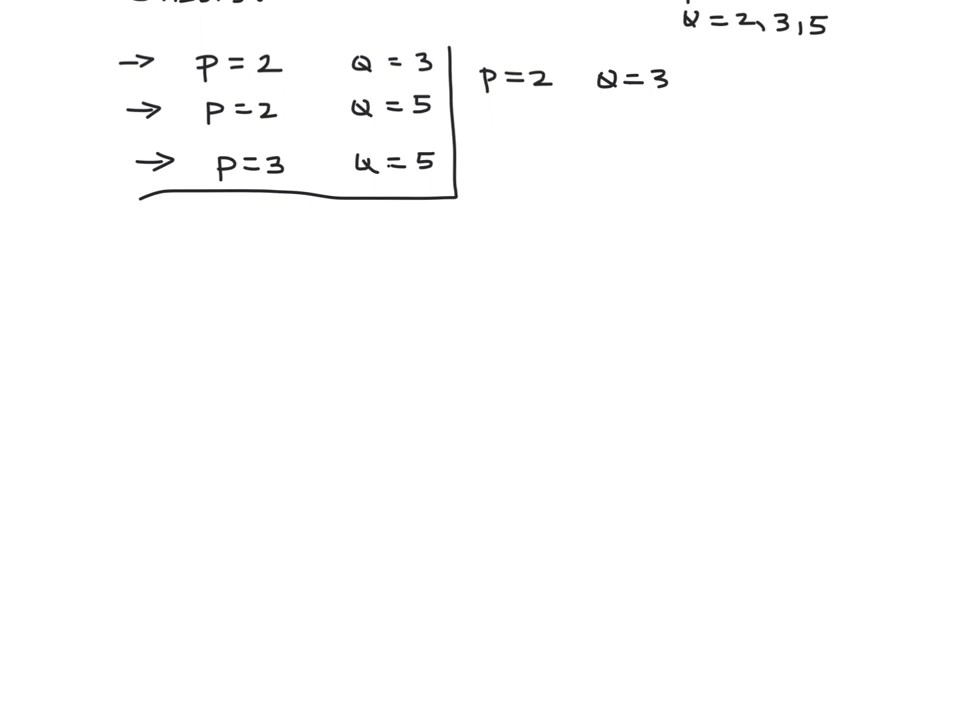 Q = 2, 3, 5
→ P = 2 Q = 3
→ P = 2 Q = 5
→ P = 3 Q = 5
P = 2 Q = 3